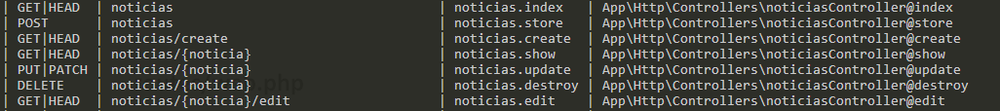 | GET|HEAD | noticias | noticias.index | App\Http\Controllers\noticiasController@index
| POST | noticias | noticias.store | App\Http\Controllers\noticiasController@store
| GET|HEAD | noticias/create | noticias.create | App\Http\Controllers\noticiasController@create
| GET|HEAD | noticias/{noticia} | noticias.show | App\Http\Controllers\noticiasController@show
| PUT|PATCH | noticias/{noticia} | noticias.update | App\Http\Controllers\noticiasController@update
| DELETE | noticias/{noticia} | noticias.destroy | App\Http\Controllers\noticiasController@destroy
| GET|HEAD | noticias/{noticia}/edit | noticias.edit | App\Http\Controllers\noticiasController@edit